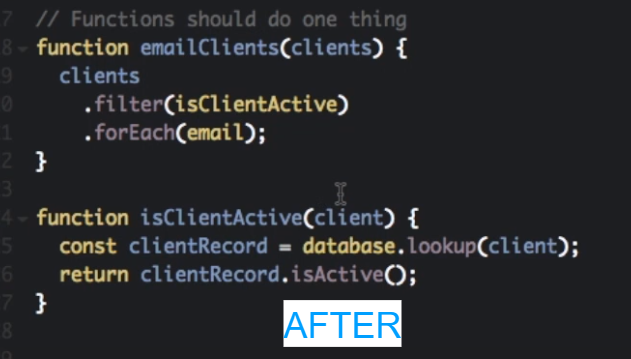 7 // Functions should do one thing
8 function emailClients(clients) {
9 clients
0 .filter(isClientActive)
1 .forEach(email);
2 }
3
4 function isClientActive(client) {
5 const clientRecord = database.lookup(client);
6 return clientRecord.isActive();
7 }
8
AFTER